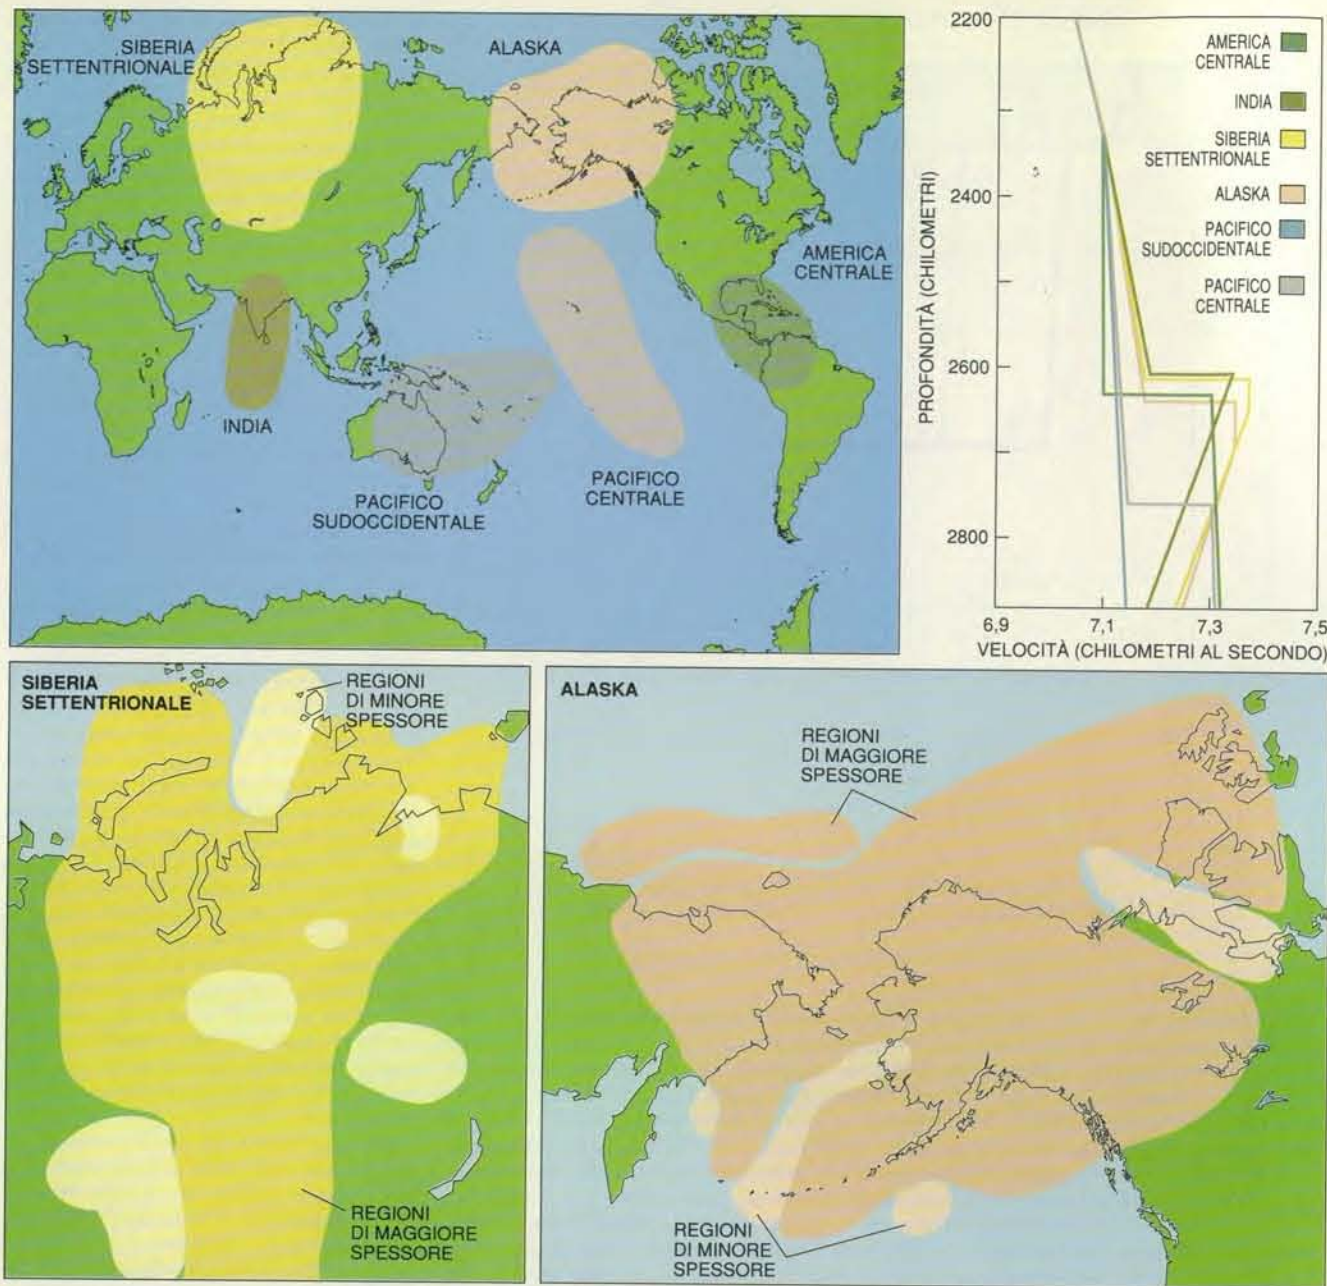 SIBERIA
SETTENTRIONALE
ALASKA
AMERICA
CENTRALE
INDIA
PACIFICO
SUDOCCIDENTALE
PACIFICO
CENTRALE
2200
2400
2600
2800
PROFONDITÀ (CHILOMETRI)
AMERICA
CENTRALE
INDIA
SIBERIA
SETTENTRIONALE
ALASKA
PACIFICO
SUDOCCIDENTALE
PACIFICO
CENTRALE
6,9
7,1
7,3
7,5
VELOCITÀ (CHILOMETRI AL SECONDO)
SIBERIA
SETTENTRIONALE
REGIONI
DI MINORE
SPESSORE
REGIONI
DI MAGGIORE
SPESSORE
ALASKA
REGIONI
DI MAGGIORE
SPESSORE
REGIONI
DI MINORE
SPESSORE